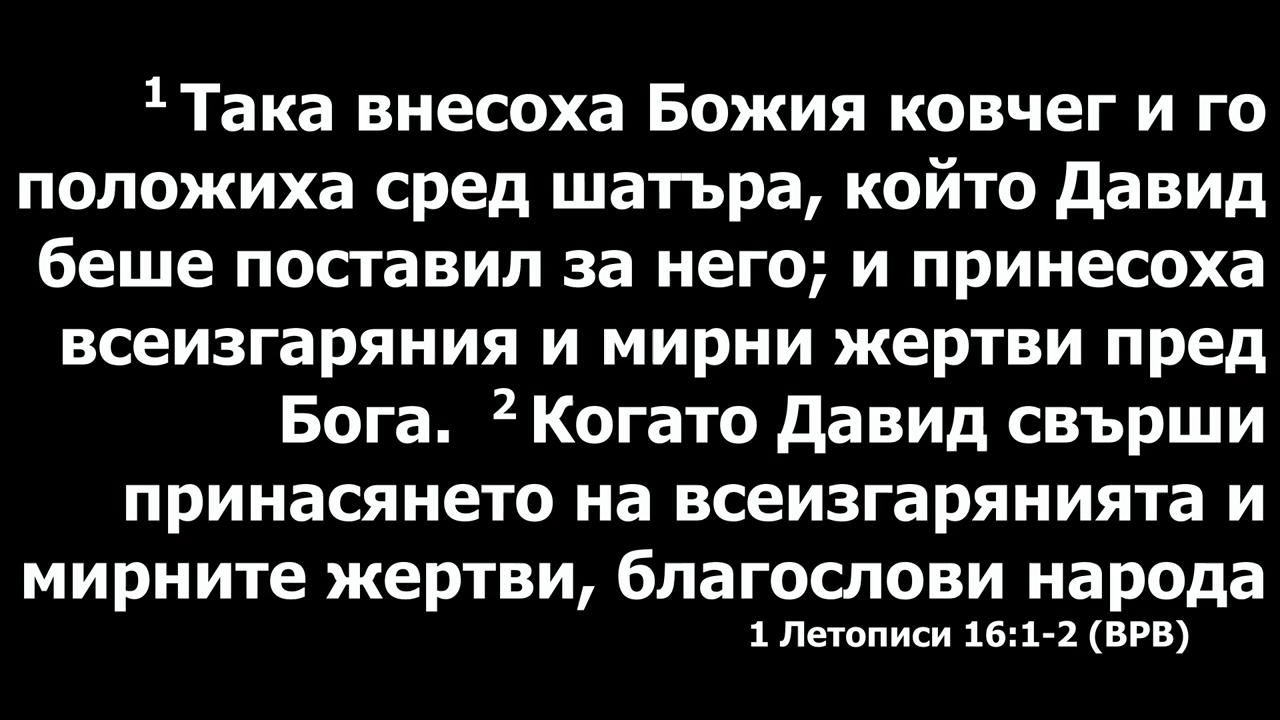 ¹ Така внесоха Божия ковчег и го
положиха сред шатъра, който Давид
беше поставил за него; и принесоха
всеизгаряния и мирни жертви пред
Бога. ² Когато Давид свърши
принасянето на всеизгарянията и
мирните жертви, благослови народа
1 Летописи 16:1-2 (ВРВ)